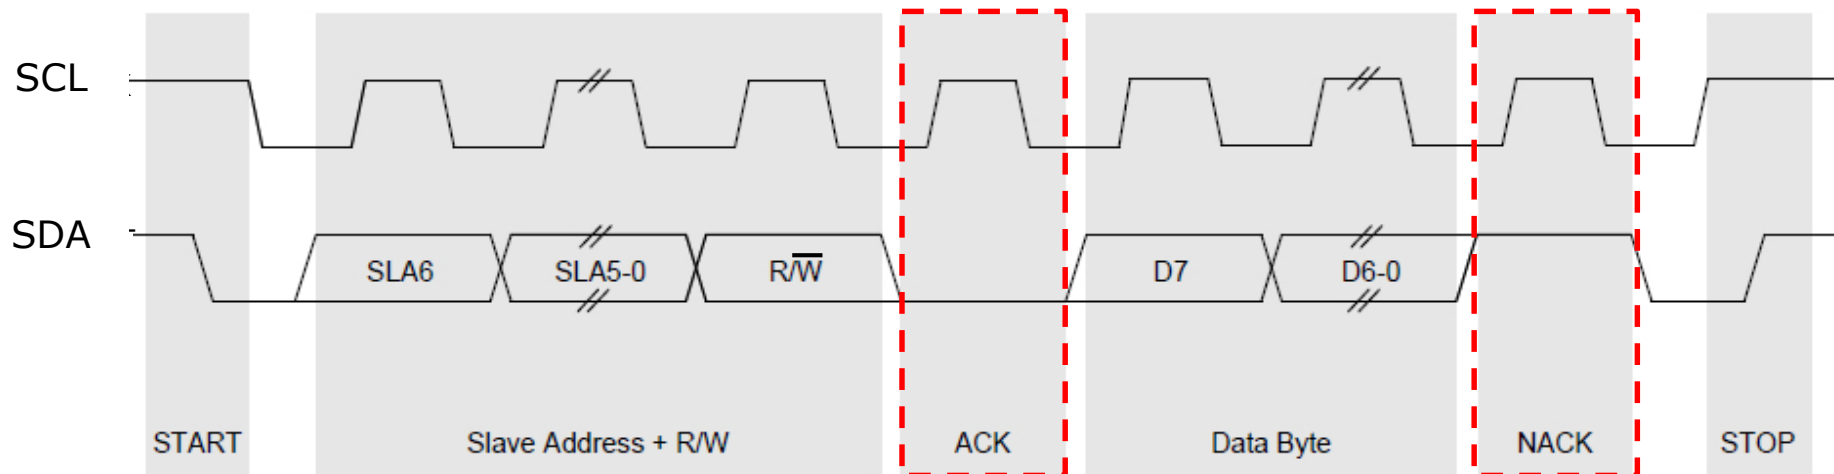 SCL
SDA
SLA6 SLA5-0 R/W̅ D7 D6-0
START Slave Address + R/W ACK Data Byte NACK STOP